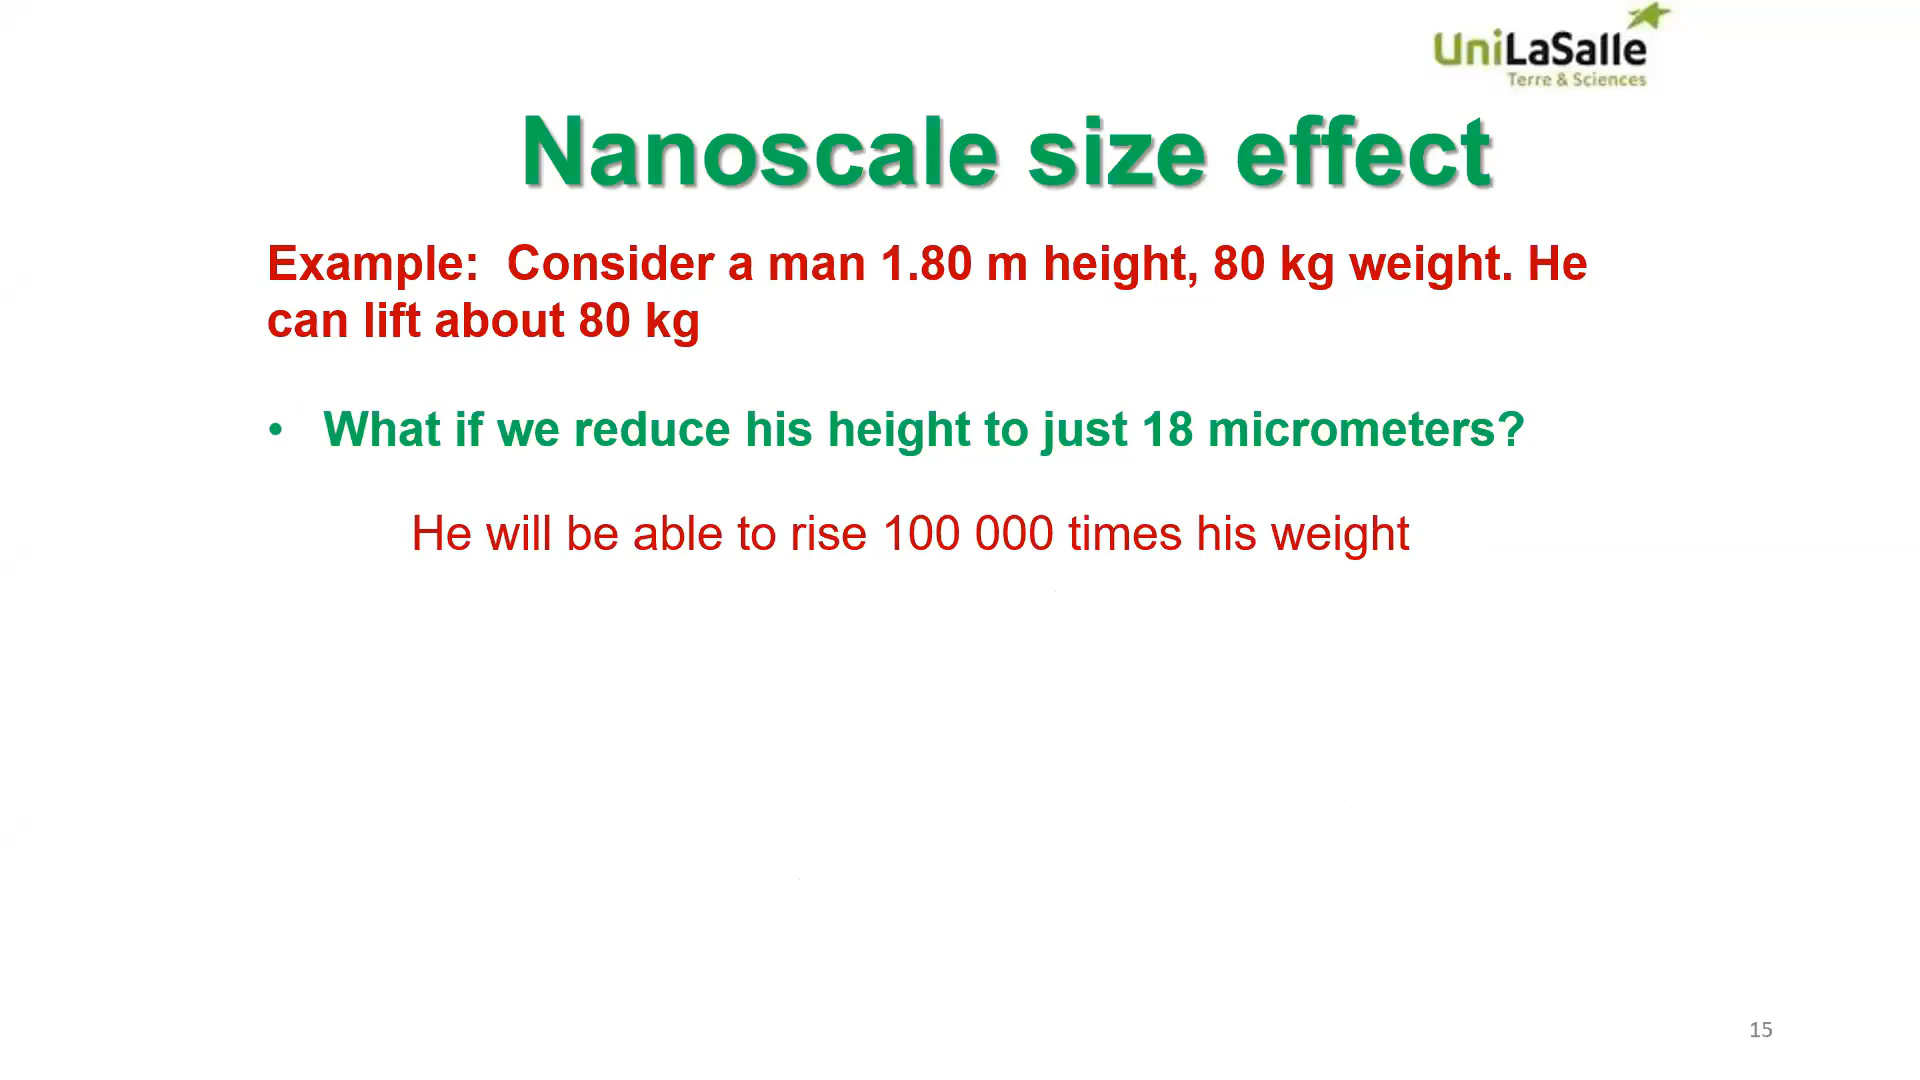 UniLaSalle
Terre & Sciences
Nanoscale size effect
Example: Consider a man 1.80 m height, 80 kg weight. He
can lift about 80 kg
• What if we reduce his height to just 18 micrometers?
He will be able to rise 100 000 times his weight
15